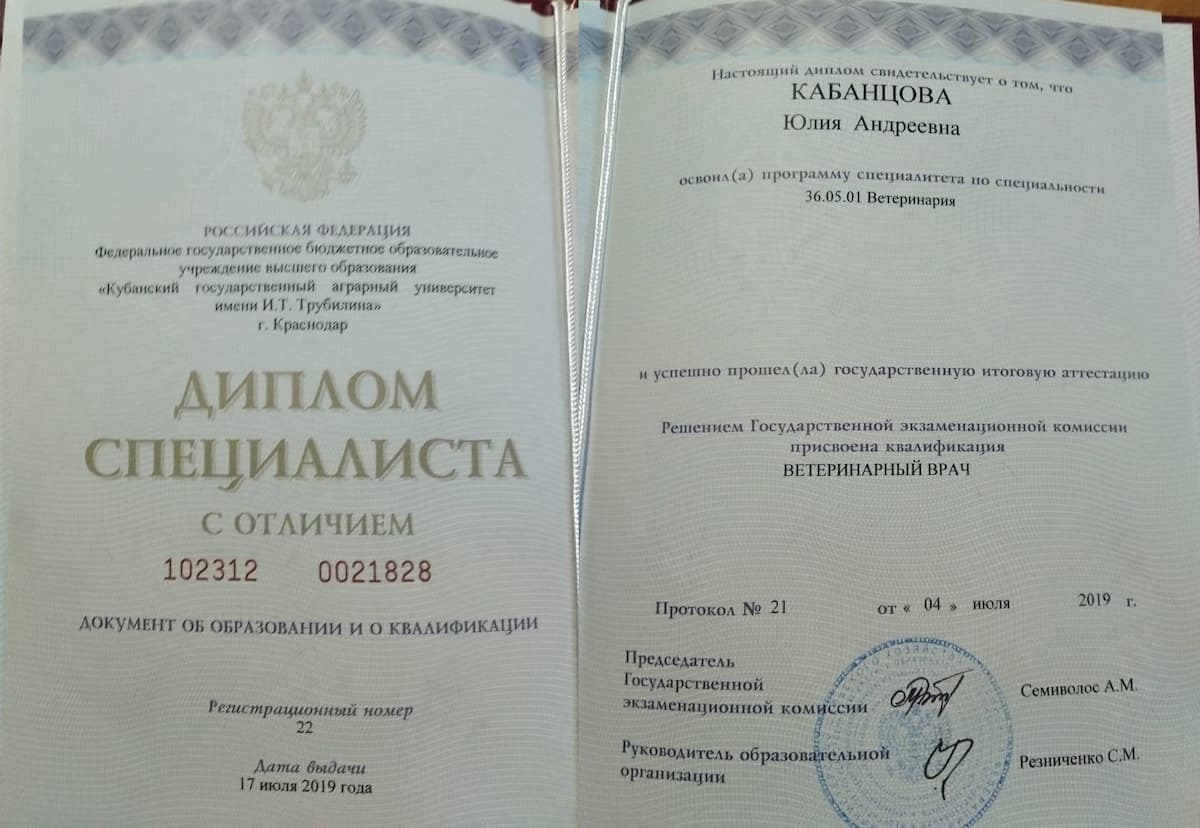 РОССИЙСКАЯ ФЕДЕРАЦИЯ
Федеральное государственное бюджетное образовательное
учреждение высшего образования
«Кубанский государственный аграрный университет
имени И.Т. Трубилина»
г. Краснодар
ДИПЛОМ
СПЕЦИАЛИСТА
С ОТЛИЧИЕМ
102312 0021828
ДОКУМЕНТ ОБ ОБРАЗОВАНИИ И О КВАЛИФИКАЦИИ
Регистрационный номер
22
Дата выдачи
17 июля 2019 года
Настоящий диплом свидетельствует о том, что
КАБАНЦОВА
Юлия Андреевна
освоил(а) программу специалитета по специальности
36.05.01 Ветеринария
и успешно прошел(ла) государственную итоговую аттестацию
Решением Государственной экзаменационной комиссии
присвоена квалификация
ВЕТЕРИНАРНЫЙ ВРАЧ
Протокол № 21 от « 04 » июля 2019 г.
Председатель
Государственной
экзаменационной комиссии Семиволос А.М.
Руководитель образовательной
организации Резниченко С.М.